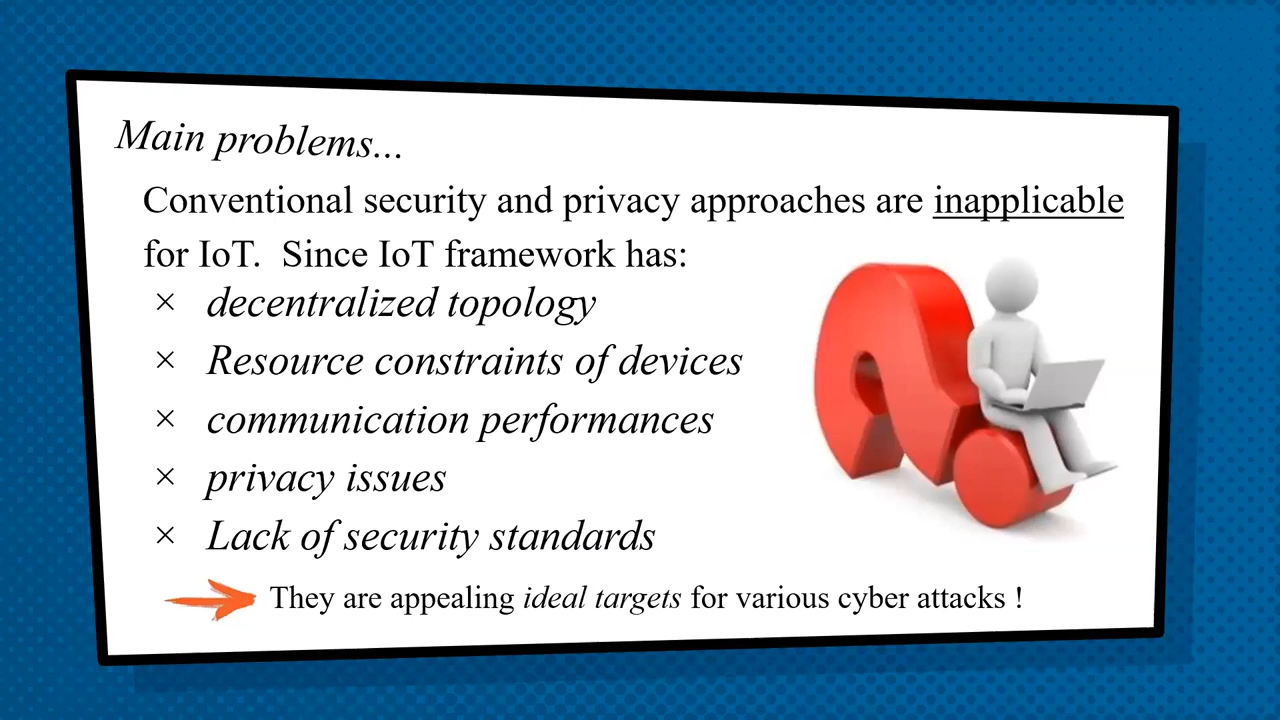 Main problems...
Conventional security and privacy approaches are inapplicable
for IoT. Since IoT framework has:
× decentralized topology
× Resource constraints of devices
× communication performances
× privacy issues
× Lack of security standards
They are appealing ideal targets for various cyber attacks !